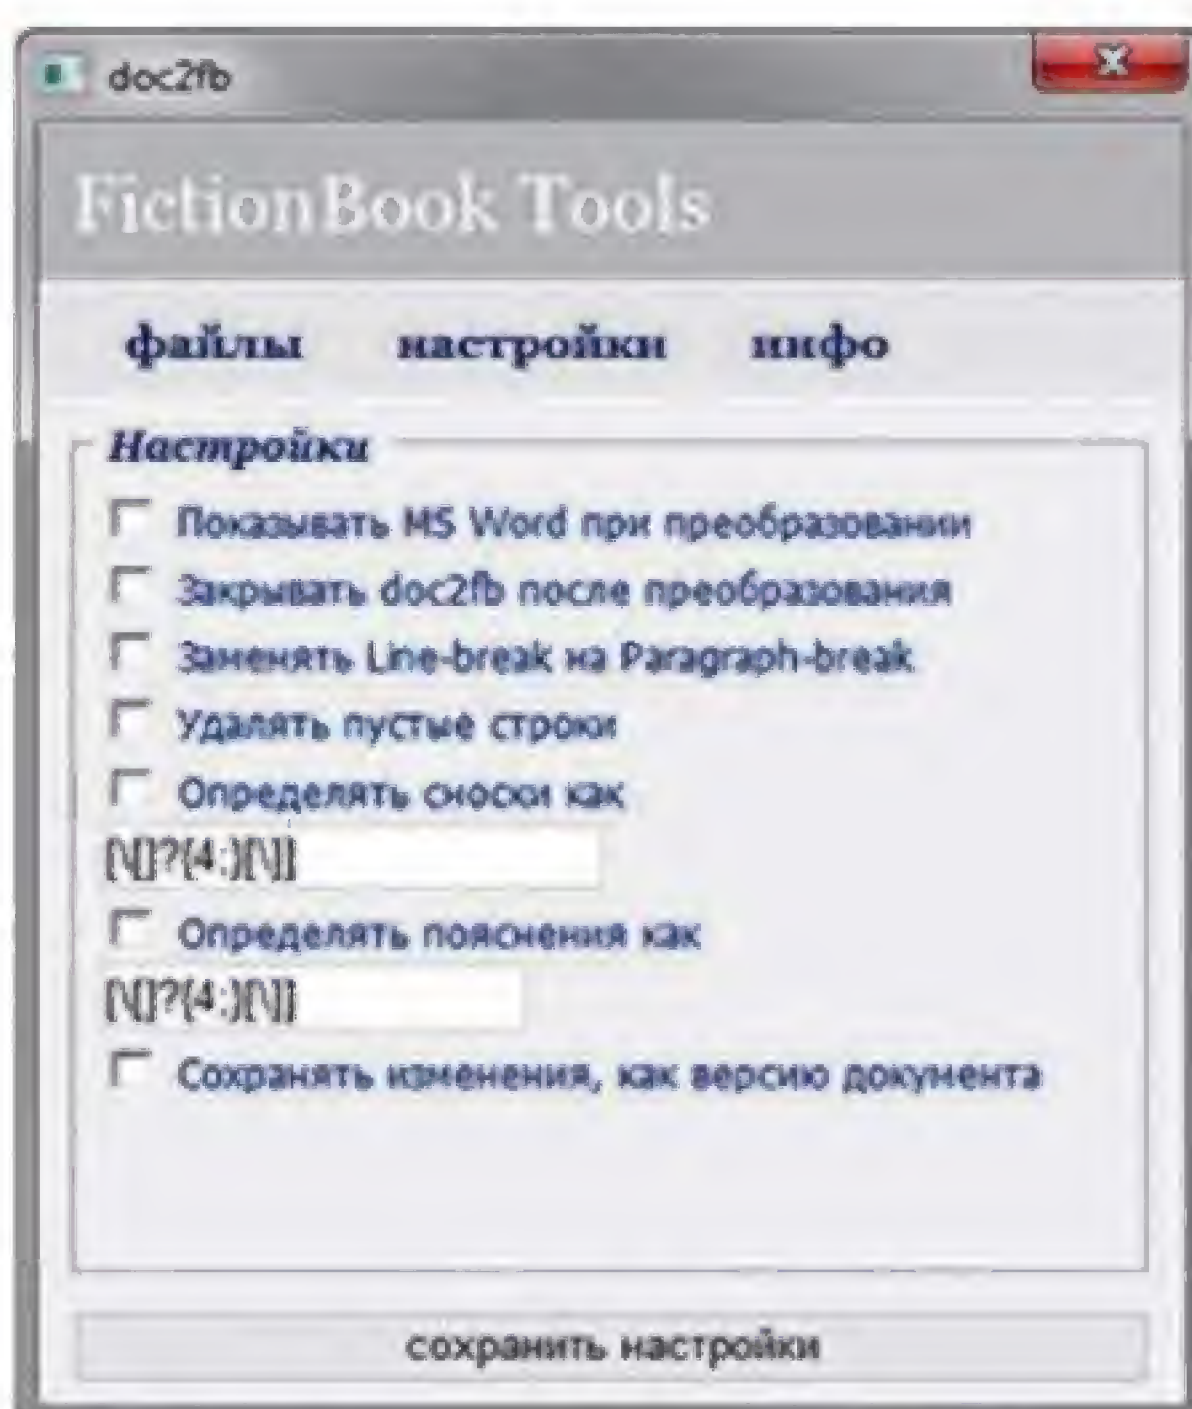 doc2fb
FictionBook Tools
файлы настройки инфо
Настройки
Показывать MS Word при преобразовании
Закрывать doc2fb после преобразования
Заменять Line-break на Paragraph-break
Удалять пустые строки
Определять сноски как
Определять пояснения как
Сохранять изменения, как версию документа
сохранить настройки